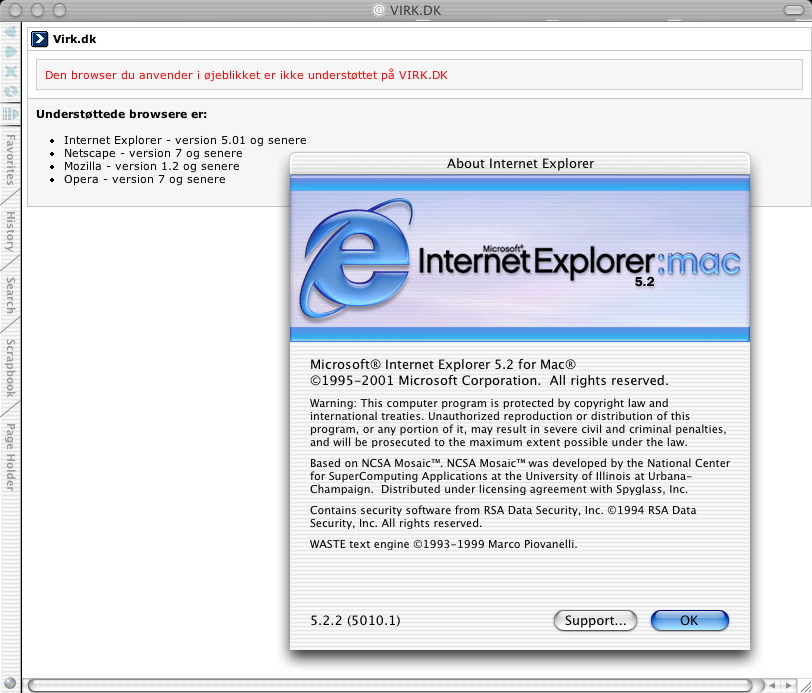 @ VIRK.DK
Virk.dk
Den browser du anvender i øjeblikket er ikke understøttet på VIRK.DK
Understøttede browsere er:
Internet Explorer - version 5.01 og senere
Netscape - version 7 og senere
Mozilla - version 1.2 og senere
Opera - version 7 og senere
Favorites
History
Search
Scrapbook
Page Holder
About Internet Explorer
Microsoft®
Internet Explorer:mac
5.2
Microsoft® Internet Explorer 5.2 for Mac®
©1995-2001 Microsoft Corporation.  All rights reserved.
Warning: This computer program is protected by copyright law and
international treaties. Unauthorized reproduction or distribution of this
program, or any portion of it, may result in severe civil and criminal penalties,
and will be prosecuted to the maximum extent possible under the law.
Based on NCSA Mosaic™. NCSA Mosaic™ was developed by the National Center
for SuperComputing Applications at the University of Illinois at Urbana-
Champaign.  Distributed under licensing agreement with Spyglass, Inc.
Contains security software from RSA Data Security, Inc. ©1994 RSA Data
Security, Inc. All rights reserved.
WASTE text engine ©1993-1999 Marco Piovanelli.
5.2.2 (5010.1)
Support...
OK